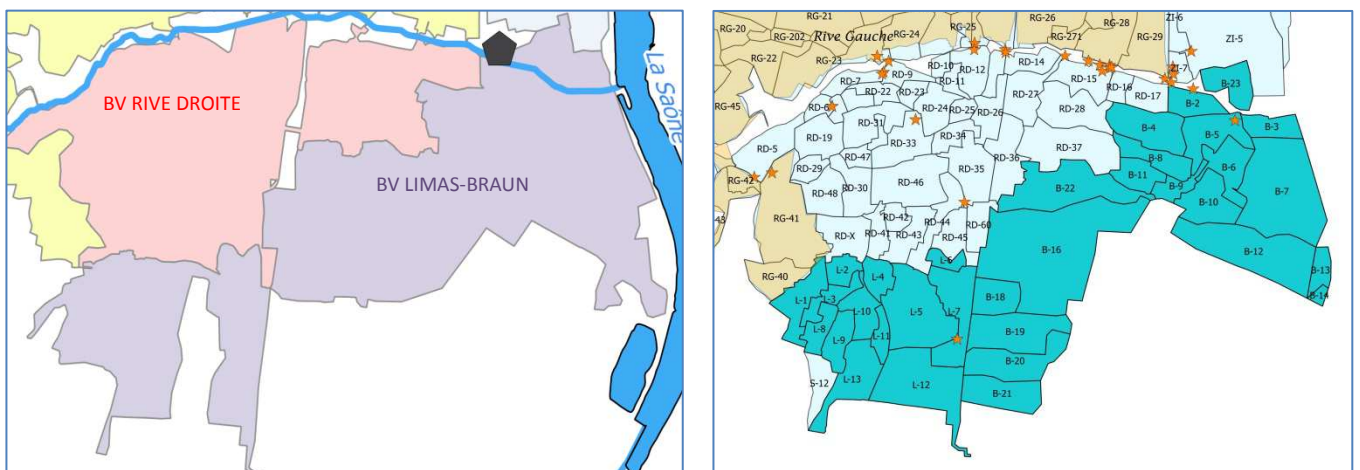 BV RIVE DROITE
BV LIMAS-BRAUN
La Saône
RG-21
RG-20
RG-202
RG-22
RG-23
RG-24
RG-25
RG-26
RG-271
RG-28
RG-29
Rive Gauche
ZI-6
ZI-5
ZI-7
RG-45
RD-7
RD-9
RD-10
RD-11
RD-12
RD-14
RD-15
RD-16
RD-17
B-23
B-2
RD-6
RD-22
RD-23
RD-24
RD-25
RD-26
RD-27
RD-28
B-4
B-5
B-3
RD-5
RD-19
RD-31
RD-33
RD-34
RD-36
RD-37
RG-42
RD-29
RD-47
RD-46
RD-35
B-8
B-6
B-11
B-9
B-10
B-7
43
RG-41
RD-48
RD-30
B-22
RD-X
RD-41
RD-42
RD-43
RD-44
RD-45
RD-60
B-16
B-12
RG-40
L-6
L-2
L-4
L-1
L-3
L-10
L-5
L-7
B-18
B-13
B-14
L-8
L-9
L-11
B-19
B-20
S-12
L-13
L-12
B-21